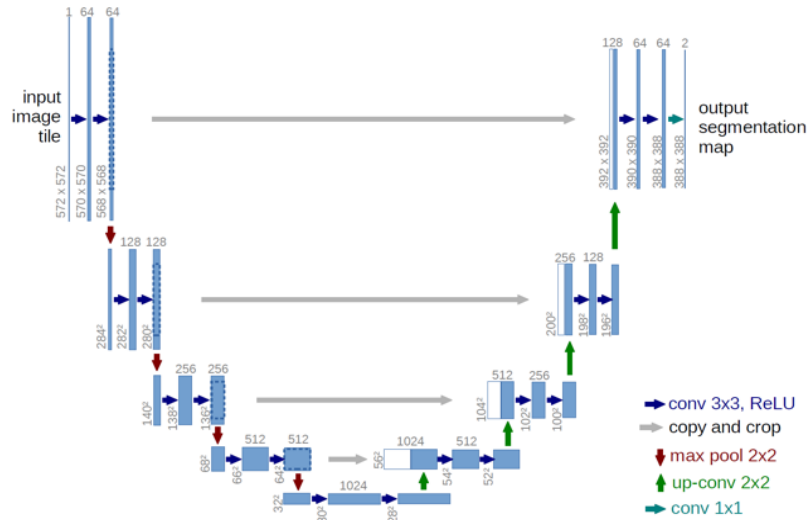 1 64 64
128 64 64 2
input
image
tile
output
segmentation
map
572 x 572
570 x 570
568 x 568
392 x 392
390 x 390
388 x 388
388 x 388
128 128
256 128
284²
282²
280²
200²
198²
196²
256 256
512 256
140²
138²
136²
104²
102²
100²
512 512
1024 512
68²
66²
64²
56²
54²
52²
1024
32²
30²
28²
conv 3x3, ReLU
copy and crop
max pool 2x2
up-conv 2x2
conv 1x1